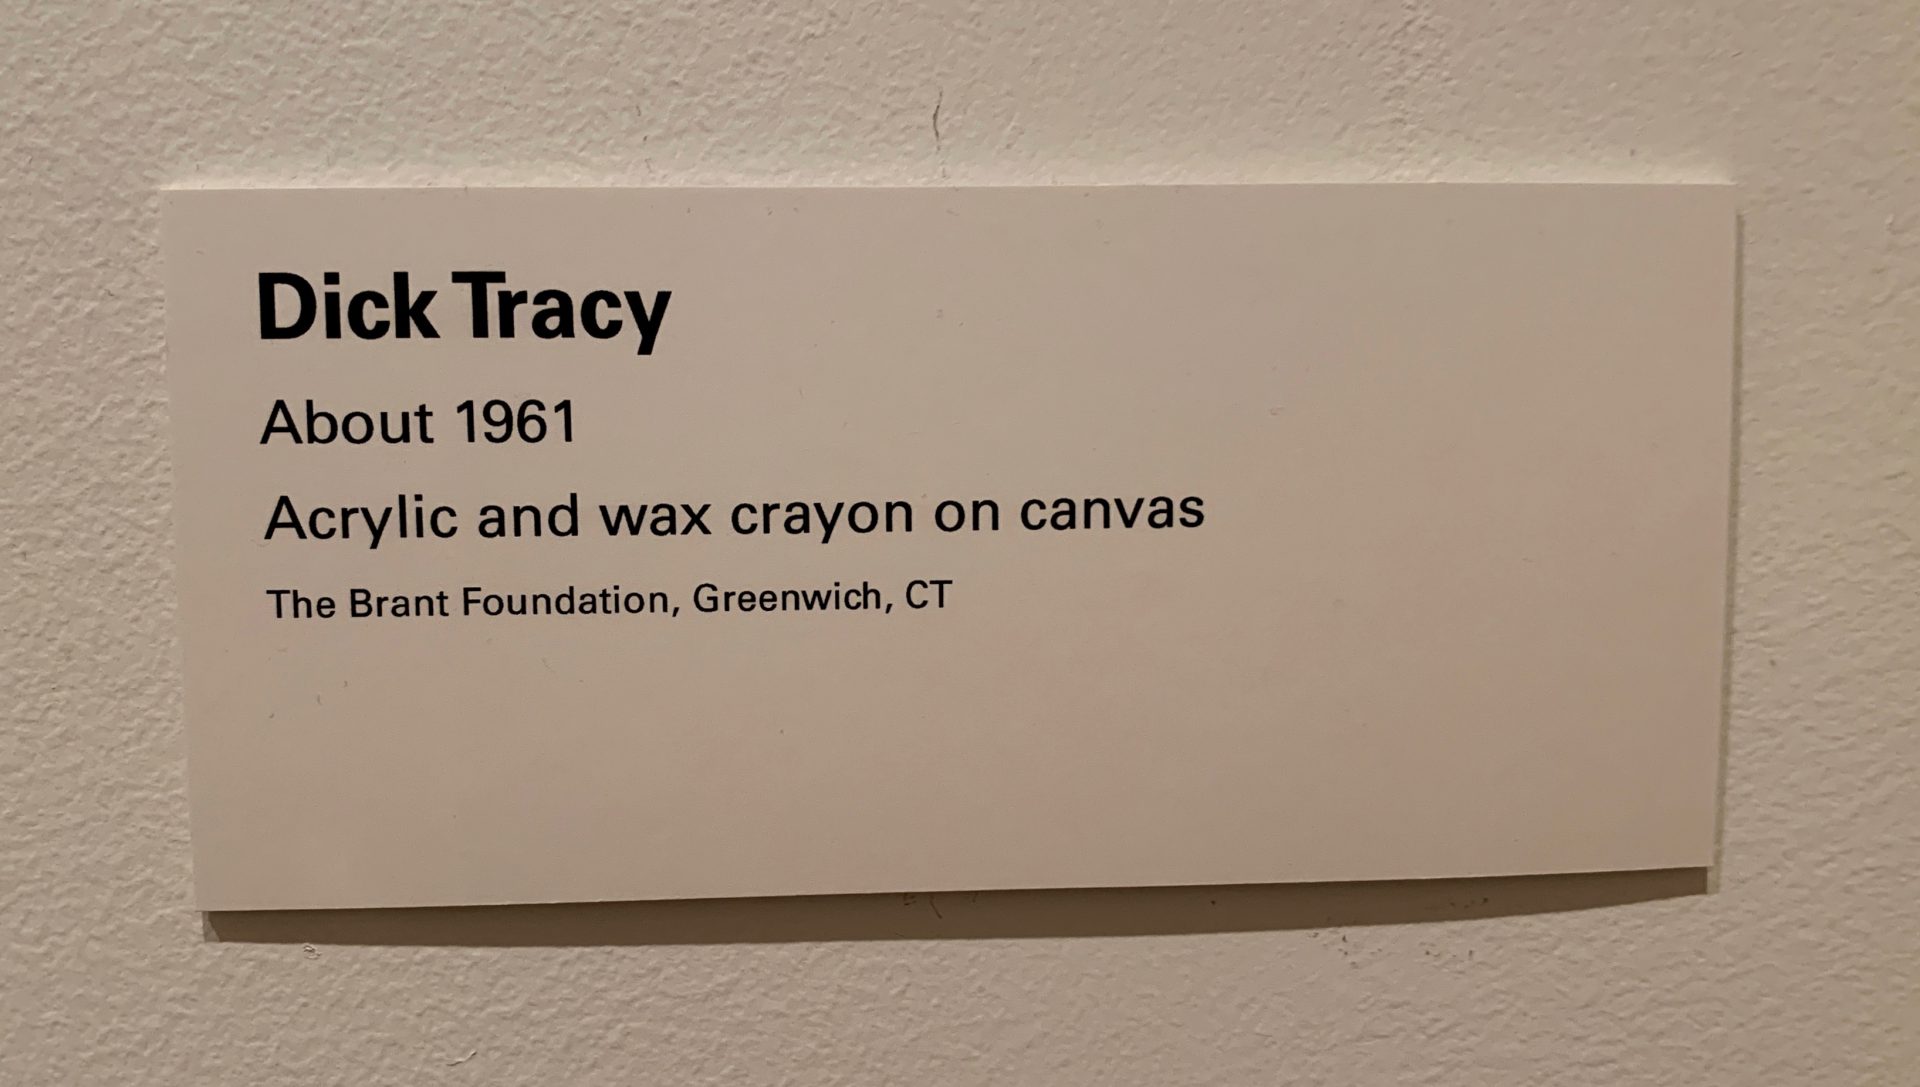 Dick Tracy
About 1961
Acrylic and wax crayon on canvas
The Brant Foundation, Greenwich, CT